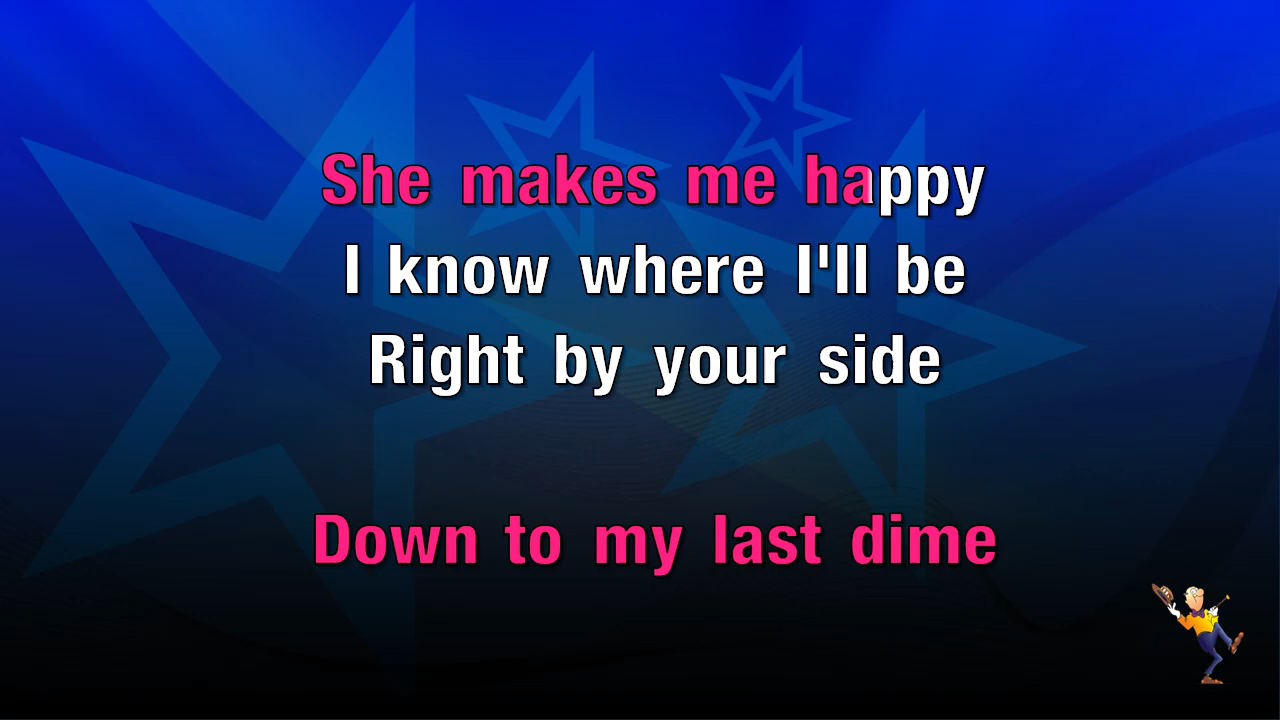 She makes me happy
I know where I'll be
Right by your side
Down to my last dime